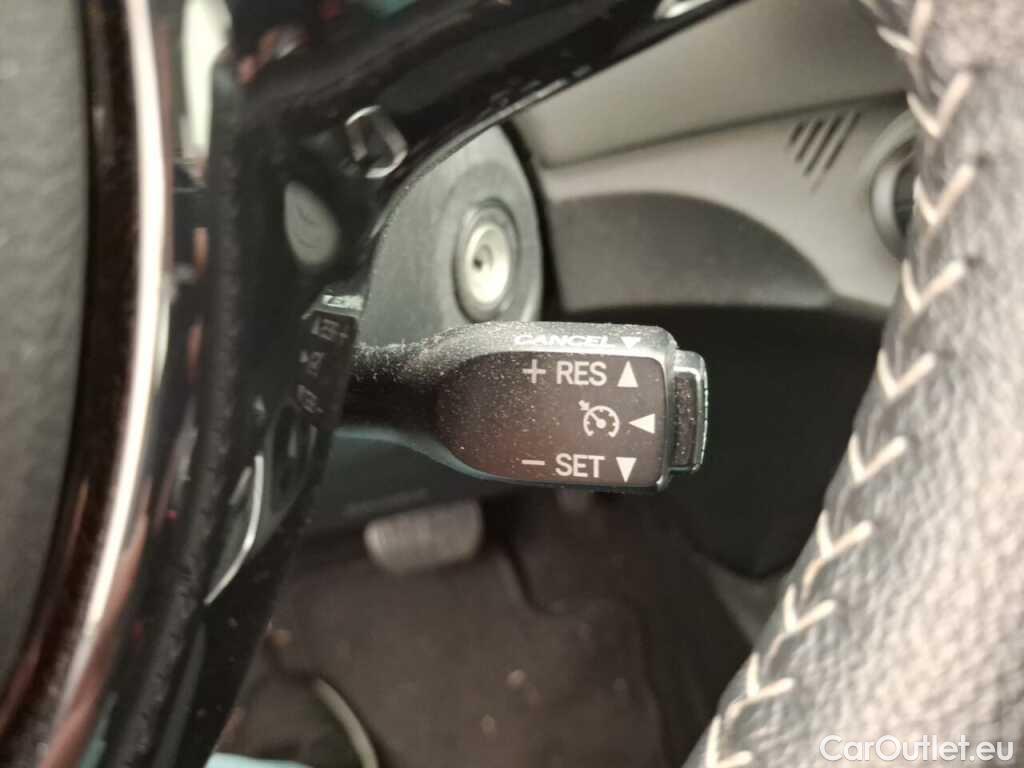 CANCEL ▼
+ RES ▲
◀
− SET ▼
CarOutlet.eu